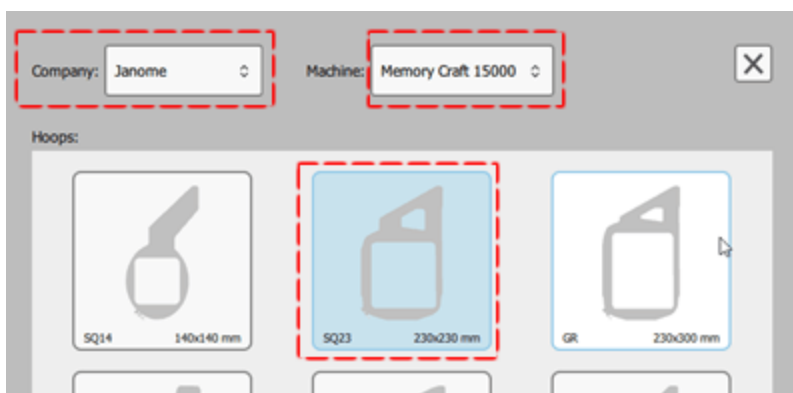 Company: Janome Machine: Memory Craft 15000
Hoops:
SQ14 140x140 mm SQ23 230x230 mm GR 230x300 mm